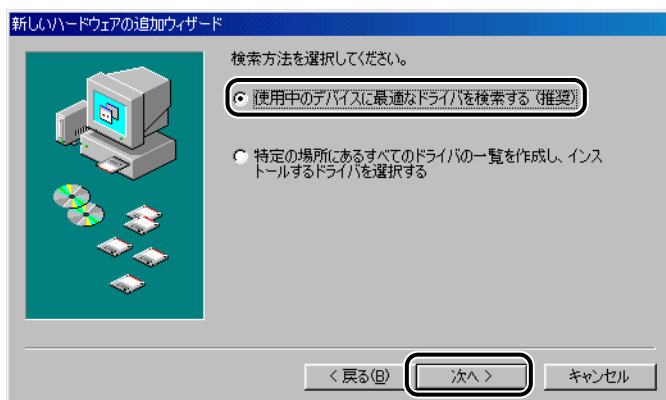 新しいハードウェアの追加ウィザード
検索方法を選択してください。
使用中のデバイスに最適なドライバを検索する（推奨）
特定の場所にあるすべてのドライバの一覧を作成し、インス
トールするドライバを選択する
< 戻る(B)
次へ >
キャンセル